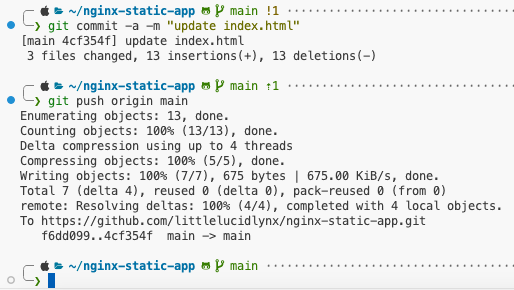 ~/nginx-static-app main !1
❯ git commit -a -m "update index.html"
[main 4cf354f] update index.html
3 files changed, 13 insertions(+), 13 deletions(-)
~/nginx-static-app main ⇡1
❯ git push origin main
Enumerating objects: 13, done.
Counting objects: 100% (13/13), done.
Delta compression using up to 4 threads
Compressing objects: 100% (5/5), done.
Writing objects: 100% (7/7), 675 bytes | 675.00 KiB/s, done.
Total 7 (delta 4), reused 0 (delta 0), pack-reused 0 (from 0)
remote: Resolving deltas: 100% (4/4), completed with 4 local objects.
To https://github.com/littlelucidlynx/nginx-static-app.git
f6dd099..4cf354f  main -> main
~/nginx-static-app main
❯